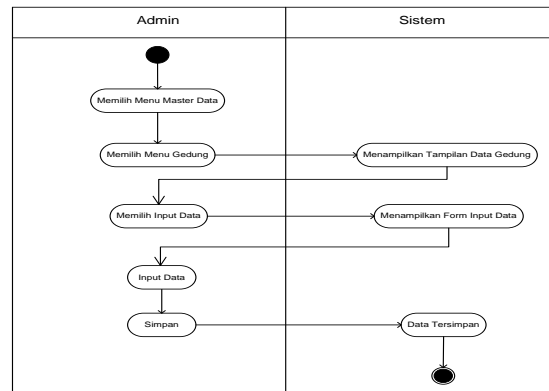 Admin
Sistem
Memilih Menu Master Data
Memilih Menu Gedung
Menampilkan Tampilan Data Gedung
Memilih Input Data
Menampilkan Form Input Data
Input Data
Simpan
Data Tersimpan